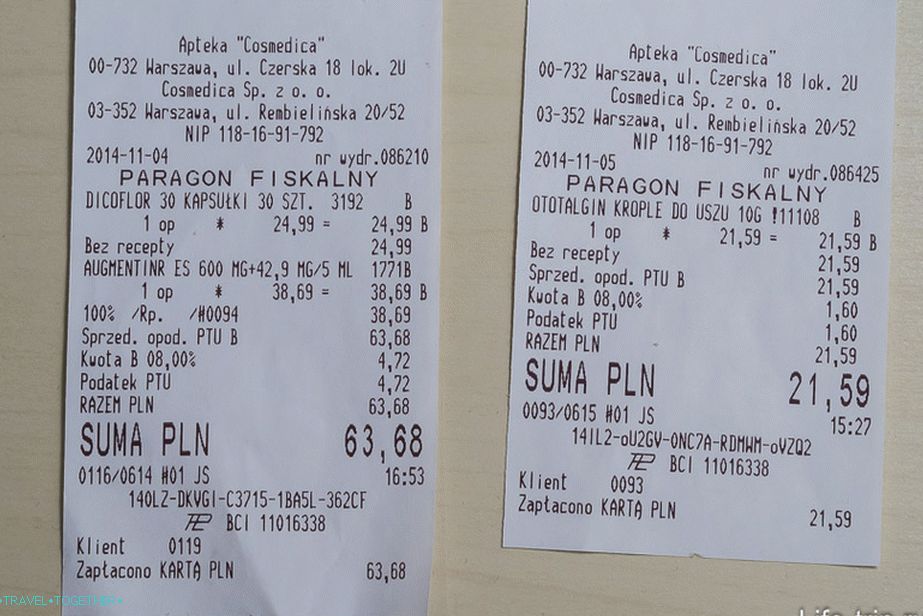 Apteka "Cosmedica"
00-732 Warszawa, ul. Czerska 18 lok. 2U
Cosmedica Sp. z o. o.
03-352 Warszawa, ul. Rembielińska 20/52
NIP 118-16-91-792
2014-11-04 nr wydr.086210
PARAGON FISKALNY
DICOFLOR 30 KAPSUŁKI 30 SZT. 3192 B
1 op * 24,99 = 24,99 B
Bez recepty 24,99
AUGMENTINR ES 600 MG+42,9 MG/5 ML 1771B
1 op * 38,69 = 38,69 B
100% /Rp. /#0094 38,69
Sprzed. opod. PTU B 63,68
Kwota B 08,00% 4,72
Podatek PTU 4,72
RAZEM PLN 63,68
SUMA PLN 63,68
0116/0614 #01 JS 16:53
140LZ-DKVGI-C3715-1BA5L-362CF
BCI 11016338
Klient 0119
Zapłacono KARTĄ PLN 63,68
TRAVEL•TOGETHER
Apteka "Cosmedica"
00-732 Warszawa, ul. Czerska 18 lok. 2U
Cosmedica Sp. z o. o.
03-352 Warszawa, ul. Rembielińska 20/52
NIP 118-16-91-792
2014-11-05 nr wydr.086425
PARAGON FISKALNY
OTOTALGIN KROPLE DO USZU 10G !11108 B
1 op * 21,59 = 21,59 B
Bez recepty 21,59
Sprzed. opod. PTU B 21,59
Kwota B 08,00% 1,60
Podatek PTU 1,60
RAZEM PLN 21,59
SUMA PLN 21,59
0093/0615 #01 JS 15:27
14IL2-oU2GV-ONC7A-RDMWM-oVZQ2
BCI 11016338
Klient 0093
Zapłacono KARTĄ PLN 21,59